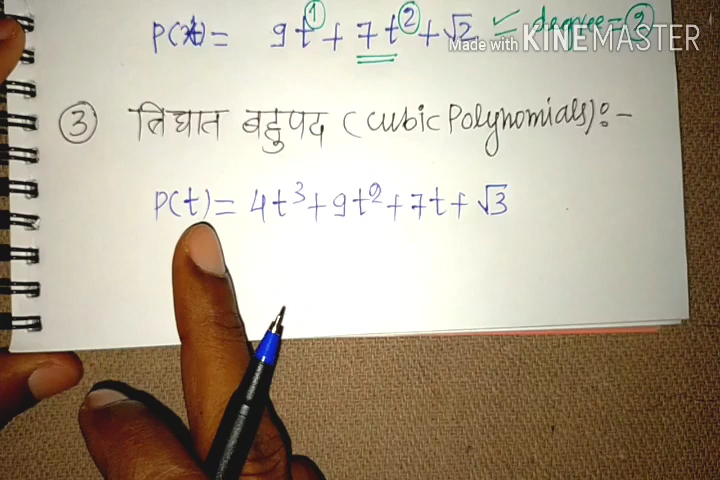 P(t) = 9t① + 7t② + √2 ✓ degree = 2
Made with KINEMASTER
③ त्रिघात बहुपद (Cubic Polynomials):-
P(t) = 4t³ + 9t² + 7t + √3